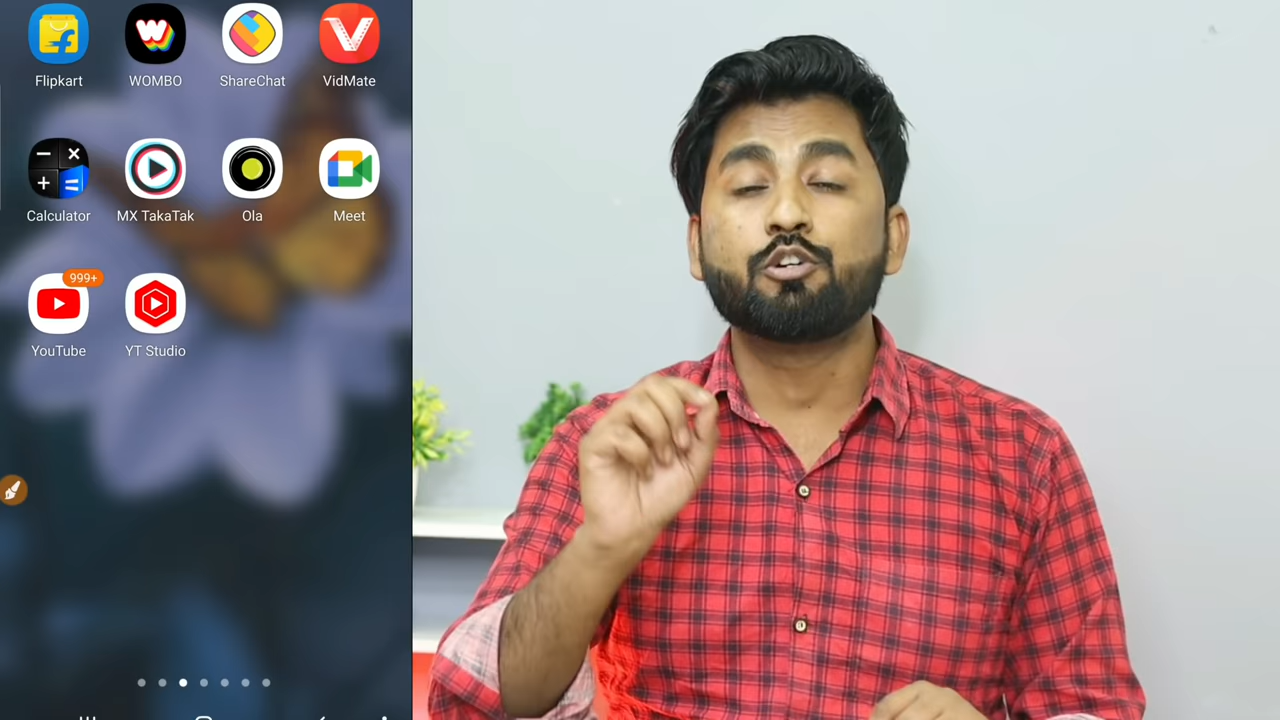 Flipkart WOMBO ShareChat VidMate
Calculator MX TakaTak Ola Meet
999+
YouTube YT Studio